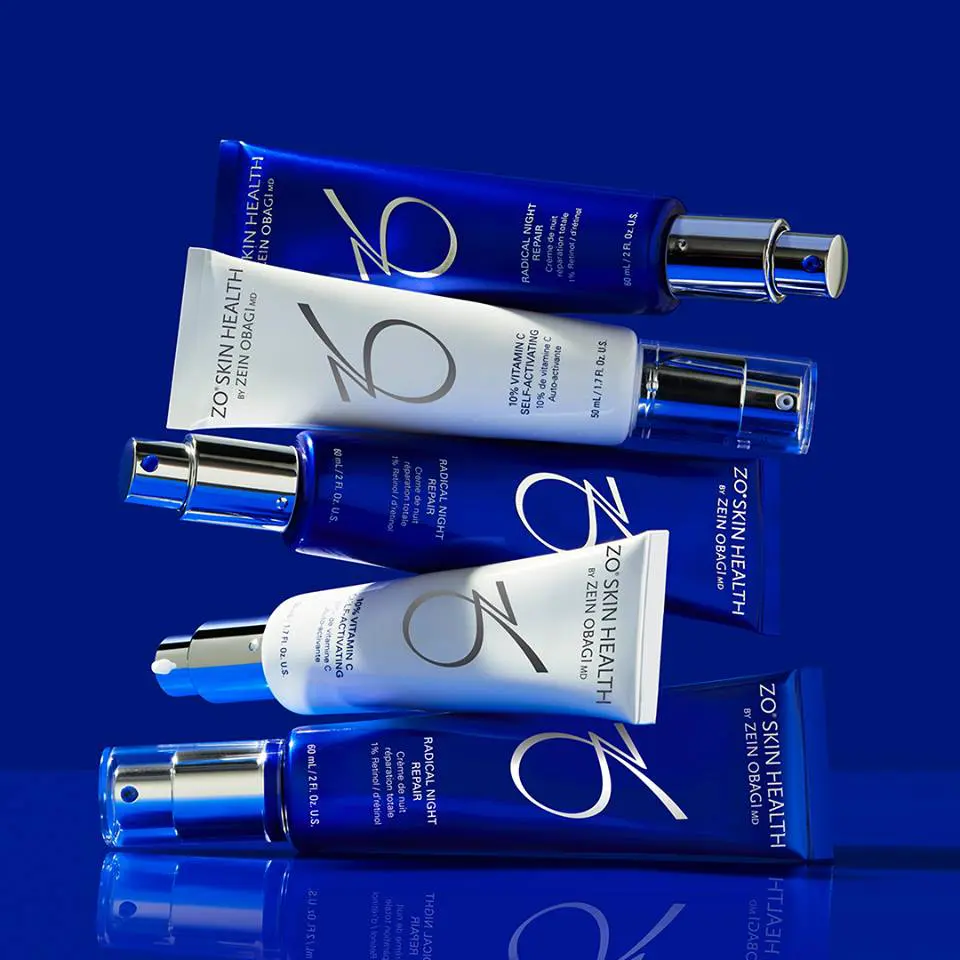 SKIN HEALTH
ZEIN OBAGI MD
RADICAL NIGHT
REPAIR
Crème de nuit
réparation totale
1% Retinol / d'rétinol
60 mL / 2 FL. Oz. U.S.
ZO® SKIN HEALTH
BY ZEIN OBAGI MD
10% VITAMIN C
SELF-ACTIVATING
10% de vitamine C
Auto-activante
50 mL / 1.7 FL. Oz. U.S.
60 mL / 2 FL. Oz. U.S.
RADICAL NIGHT
REPAIR
Crème de nuit
réparation totale
1% Retinol / d'rétinol
ZO® SKIN HEALTH
BY ZEIN OBAGI MD
10% VITAMIN C
SELF-ACTIVATING
de vitamine C
Auto-activante
1.7 FL. Oz. U.S.
ZO® SKIN HEALTH
BY ZEIN OBAGI MD
RADICAL NIGHT
REPAIR
Crème de nuit
réparation totale
1% Retinol / d'rétinol
60 mL / 2 FL. Oz. U.S.
ZO® SKIN HEALTH
BY ZEIN OBAGI MD